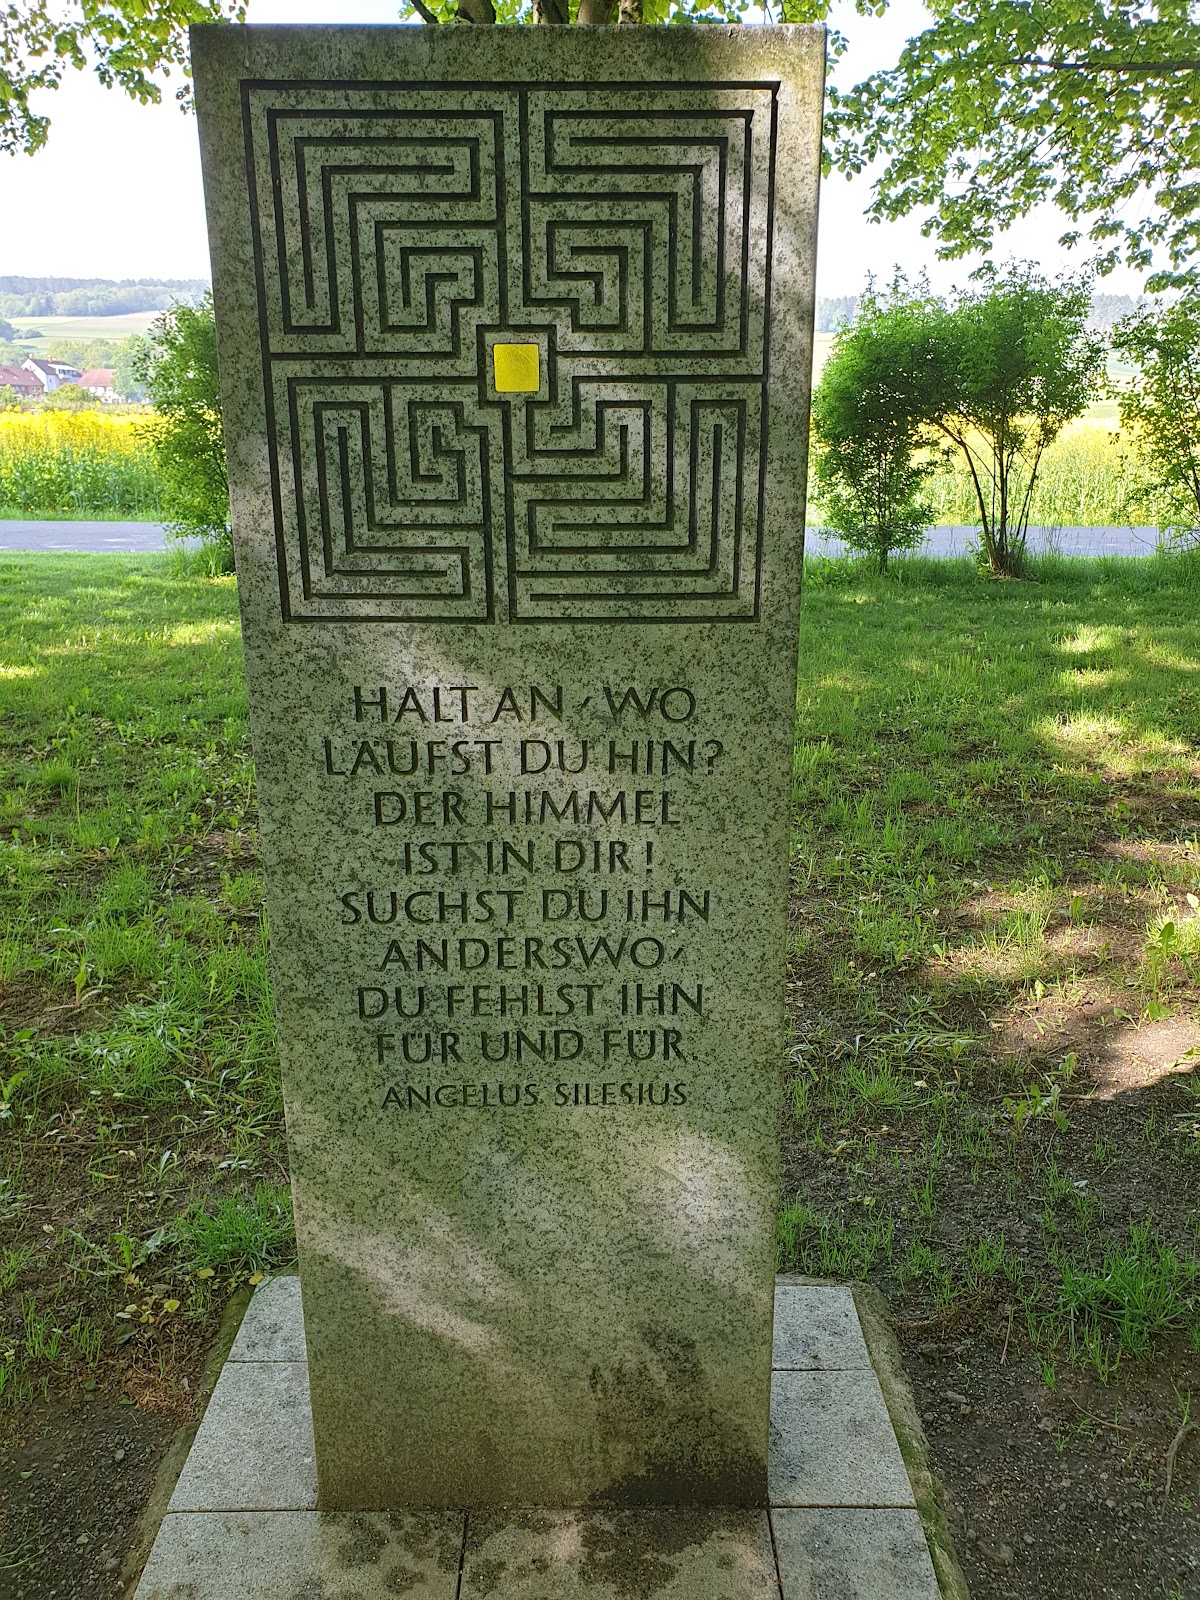 HALT AN, WO
LÄUFST DU HIN?
DER HIMMEL
IST IN DIR!
SUCHST DU IHN
ANDERSWO,
DU FEHLST IHN
FÜR UND FÜR.
ANGELUS SILESIUS